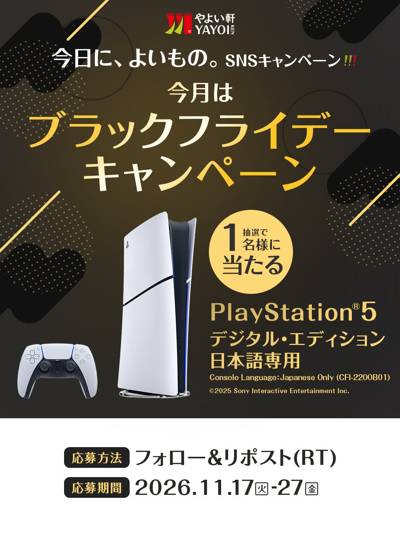 やよい軒
YAYOI
今日に、よいもの。SNSキャンペーン!!!
今月は
ブラックフライデー
キャンペーン
抽選で
1名様に
当たる
PlayStation®5
デジタル・エディション
日本語専用
Console Language:Japanese Only (CFI-2200B01)
©2025 Sony Interactive Entertainment Inc.
応募方法 フォロー&リポスト(RT)
応募期間 2026.11.17火-27金